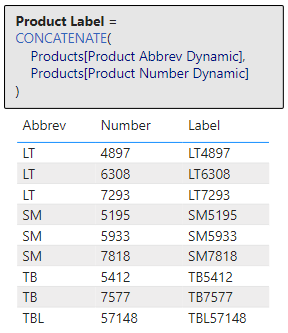 Product Label =
CONCATENATE(
Products[Product Abbrev Dynamic],
Products[Product Number Dynamic]
)
Abbrev Number Label
LT 4897 LT4897
LT 6308 LT6308
LT 7293 LT7293
SM 5195 SM5195
SM 5933 SM5933
SM 7818 SM7818
TB 5412 TB5412
TB 7577 TB7577
TBL 57148 TBL57148